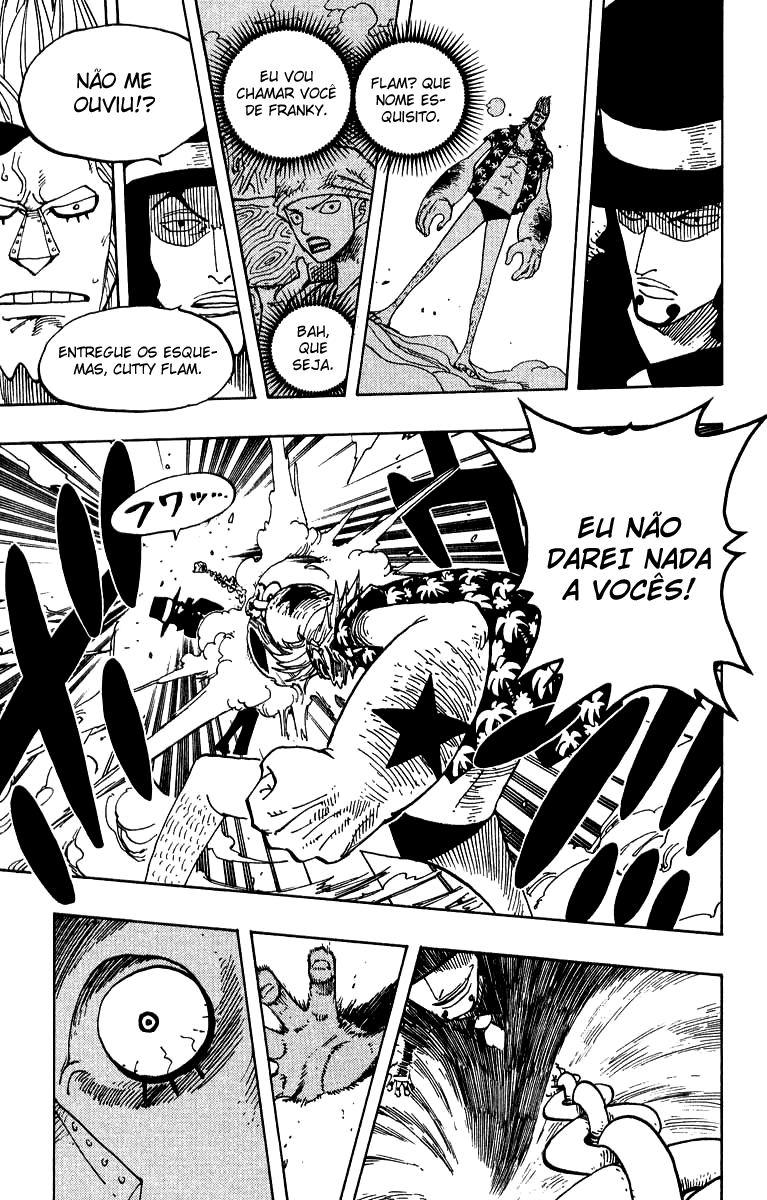 FLAM? QUE
NOME ES-
QUISITO.
EU VOU
CHAMAR VOCÊ
DE FRANKY.
BAH,
QUE
SEJA.
NÃO ME
OUVIU!?
ENTREGUE OS ESQUE-
MAS, CUTTY FLAM.
EU NÃO
DAREI NADA
A VOCÊS!
フワッ…